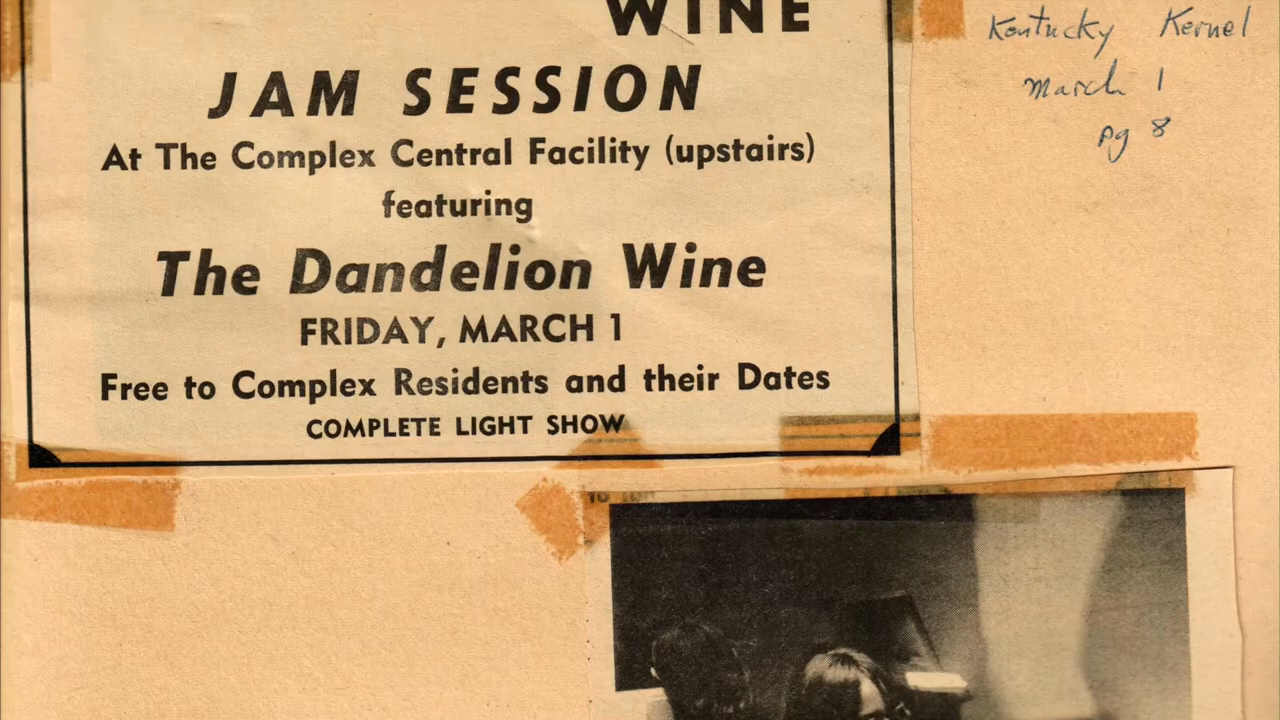 WINE
JAM SESSION
At The Complex Central Facility (upstairs)
featuring
The Dandelion Wine
FRIDAY, MARCH 1
Free to Complex Residents and their Dates
COMPLETE LIGHT SHOW
Kentucky Kernel
March 1
pg 8